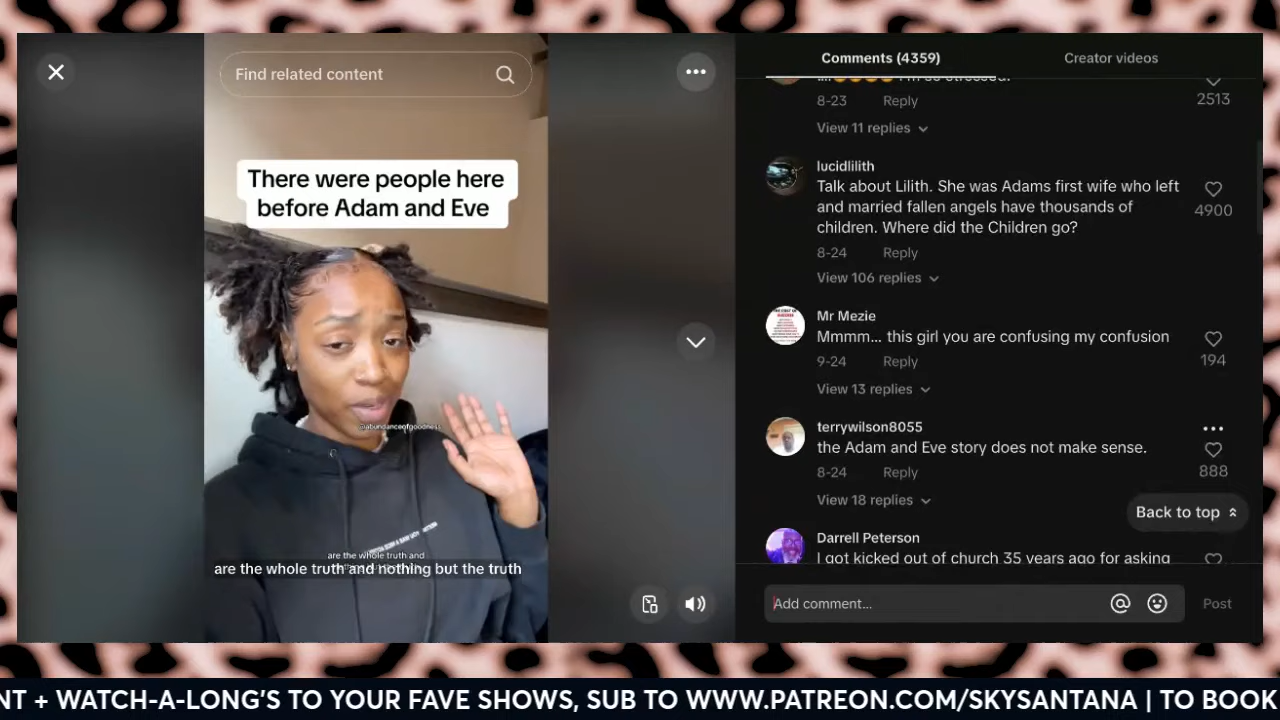 Find related content
There were people here
before Adam and Eve
@abundanceofgoodness
are the whole truth and
are the whole truth and nothing but the truth
Comments (4359)
Creator videos
8-23 Reply
2513
View 11 replies
lucidlilith
Talk about Lilith. She was Adams first wife who left
and married fallen angels have thousands of
children. Where did the Children go?
4900
8-24 Reply
View 106 replies
Mr Mezie
Mmmm... this girl you are confusing my confusion
9-24 Reply
194
View 13 replies
terrywilson8055
the Adam and Eve story does not make sense.
8-24 Reply
888
View 18 replies
Back to top
Darrell Peterson
I got kicked out of church 35 years ago for asking
Add comment...
Post
NT + WATCH-A-LONG'S TO YOUR FAVE SHOWS, SUB TO WWW.PATREON.COM/SKYSANTANA | TO BOOK